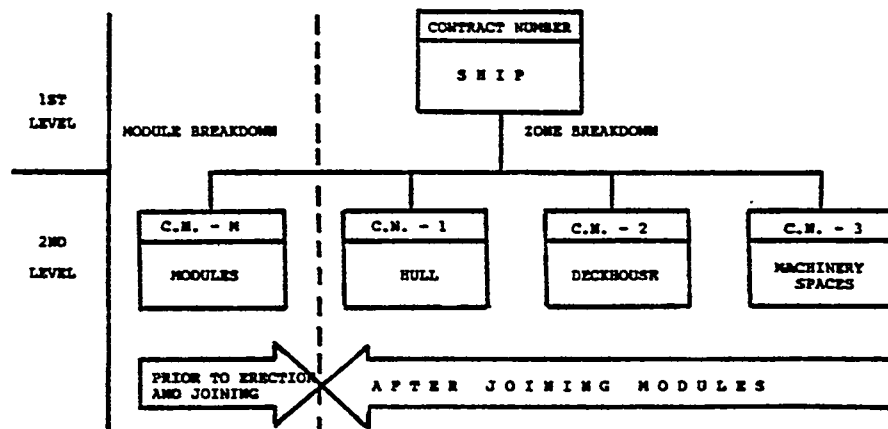 CONTRACT NUMBER
SHIP
1ST
LEVEL
MODULE BREAKDOWN
ZONE BREAKDOWN
2ND
LEVEL
C.N. - M
MODULES
C.N. - 1
HULL
C.N. - 2
DECKHOUSE
C.N. - 3
MACHINERY
SPACES
PRIOR TO ERECTION
AND JOINING
AFTER JOINING MODULES